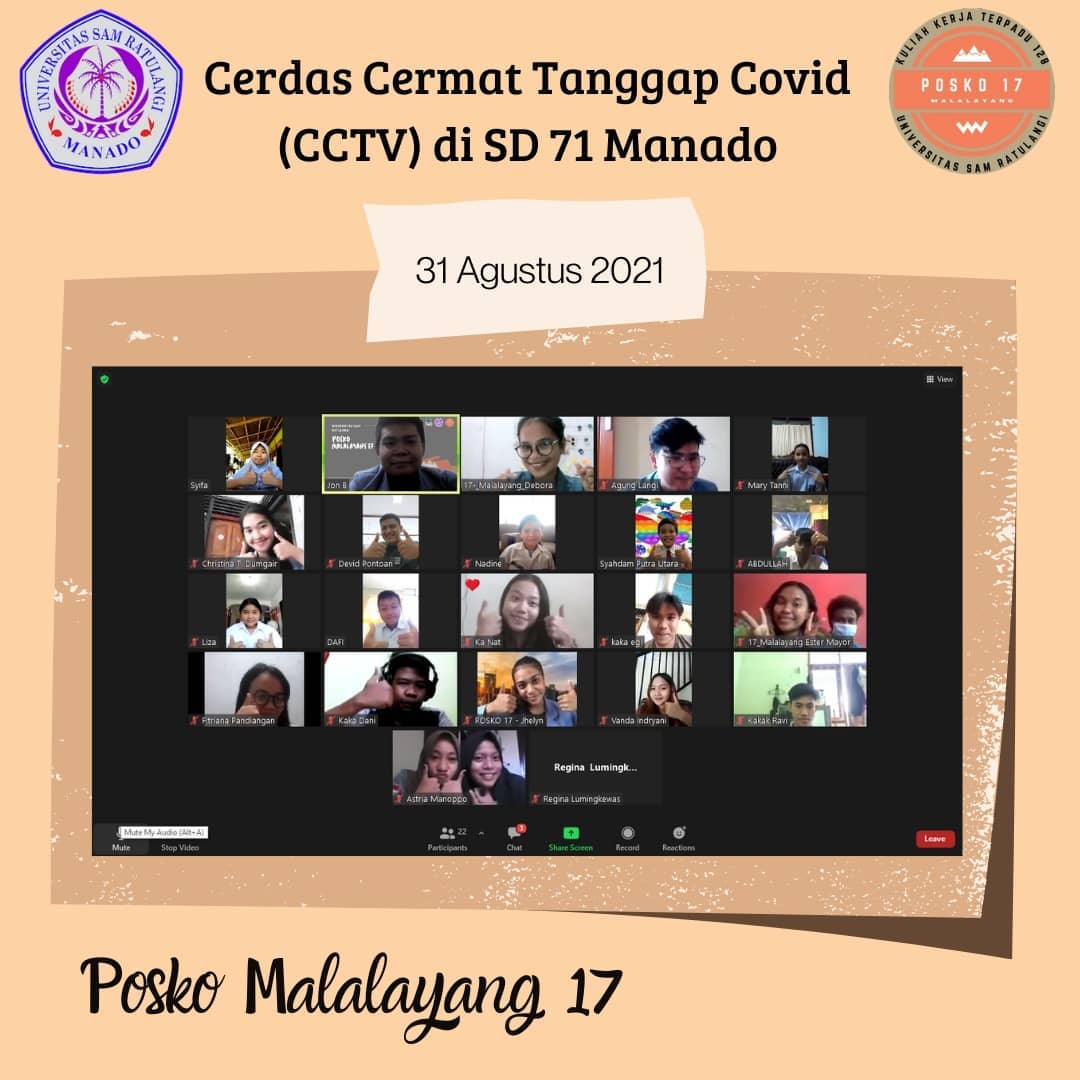 UNIVERSITAS SAM RATULANGI
MANADO
Cerdas Cermat Tanggap Covid
(CCTV) di SD 71 Manado
KULIAH KERJA TERPADU 128
POSKO 17
MALALAYANG
UNIVERSITAS SAM RATULANGI
31 Agustus 2021
View
POSKO
Syifa
Jon B
17-_Malalayang_Debora
Agung Langi
Mary Tanni
Christina T. Dumgair
Devid Pontoan
Nadine
Syahdam Putra Utara
ABDULLAH
Liza
DAFI
Ka Nat
kaka egi
17_Malalayang Ester Mayor
Fitriana Pandiangan
Kaka Dani
POSKO 17 - Jhelyn
Vanda Indryani
Kakak Ravi
Regina Lumingk...
Astria Manoppo
Regina Lumingkewas
Mute My Audio (Alt+A)
22
3
Mute
Stop Video
Participants
Chat
Share Screen
Record
Reactions
Leave
Posko Malalayang 17